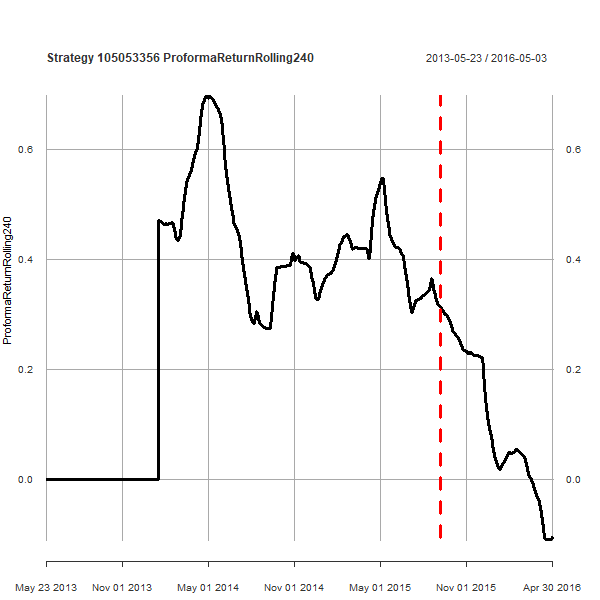 Strategy 105053356 ProformaReturnRolling240
2013-05-23 / 2016-05-03
ProformaReturnRolling240
0.6
0.6
0.4
0.4
0.2
0.2
0.0
0.0
May 23 2013
Nov 01 2013
May 01 2014
Nov 01 2014
May 01 2015
Nov 01 2015
Apr 30 2016